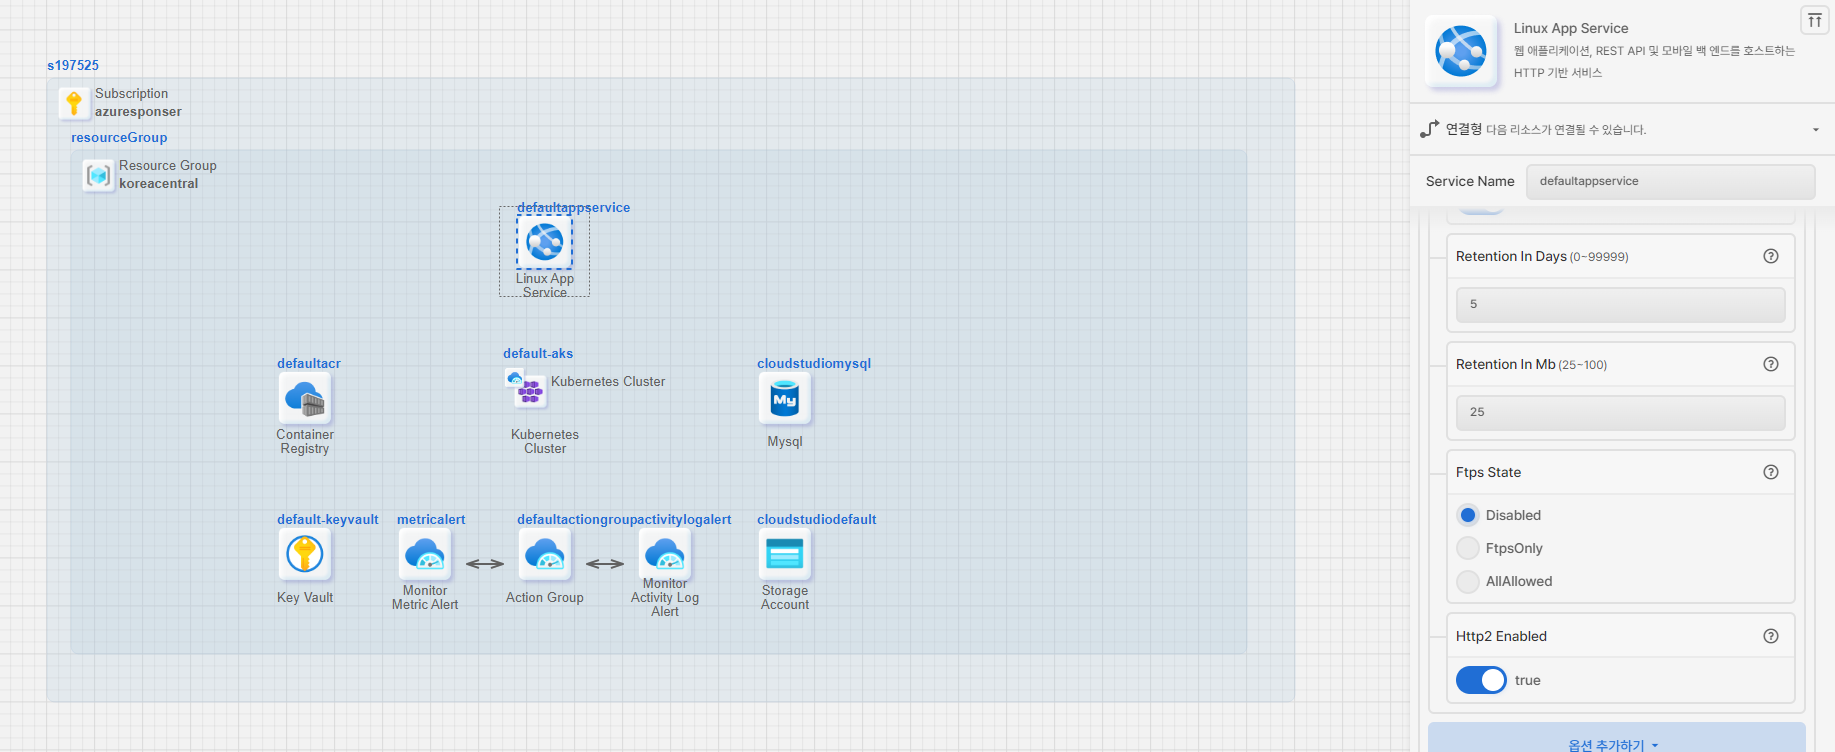 s197525
Subscription
azuresponser
resourceGroup
Resource Group
koreacentral
defaultappservice
Linux App
Service
defaultacr
Container
Registry
default-aks
Kubernetes Cluster
Kubernetes
Cluster
cloudstudiomysql
My
Mysql
default-keyvault
Key Vault
metricalert
Monitor
Metric Alert
defaultactiongroup
Action Group
activitylogalert
Monitor
Activity Log
Alert
cloudstudiodefault
Storage
Account
Linux App Service
웹 애플리케이션, REST API 및 모바일 백 엔드를 호스트하는
HTTP 기반 서비스
연결형 다음 리소스가 연결될 수 있습니다.
Service Name
defaultappservice
Retention In Days (0~99999)
5
Retention In Mb (25~100)
25
Ftps State
Disabled
FtpsOnly
AllAllowed
Http2 Enabled
true
옵션 추가하기